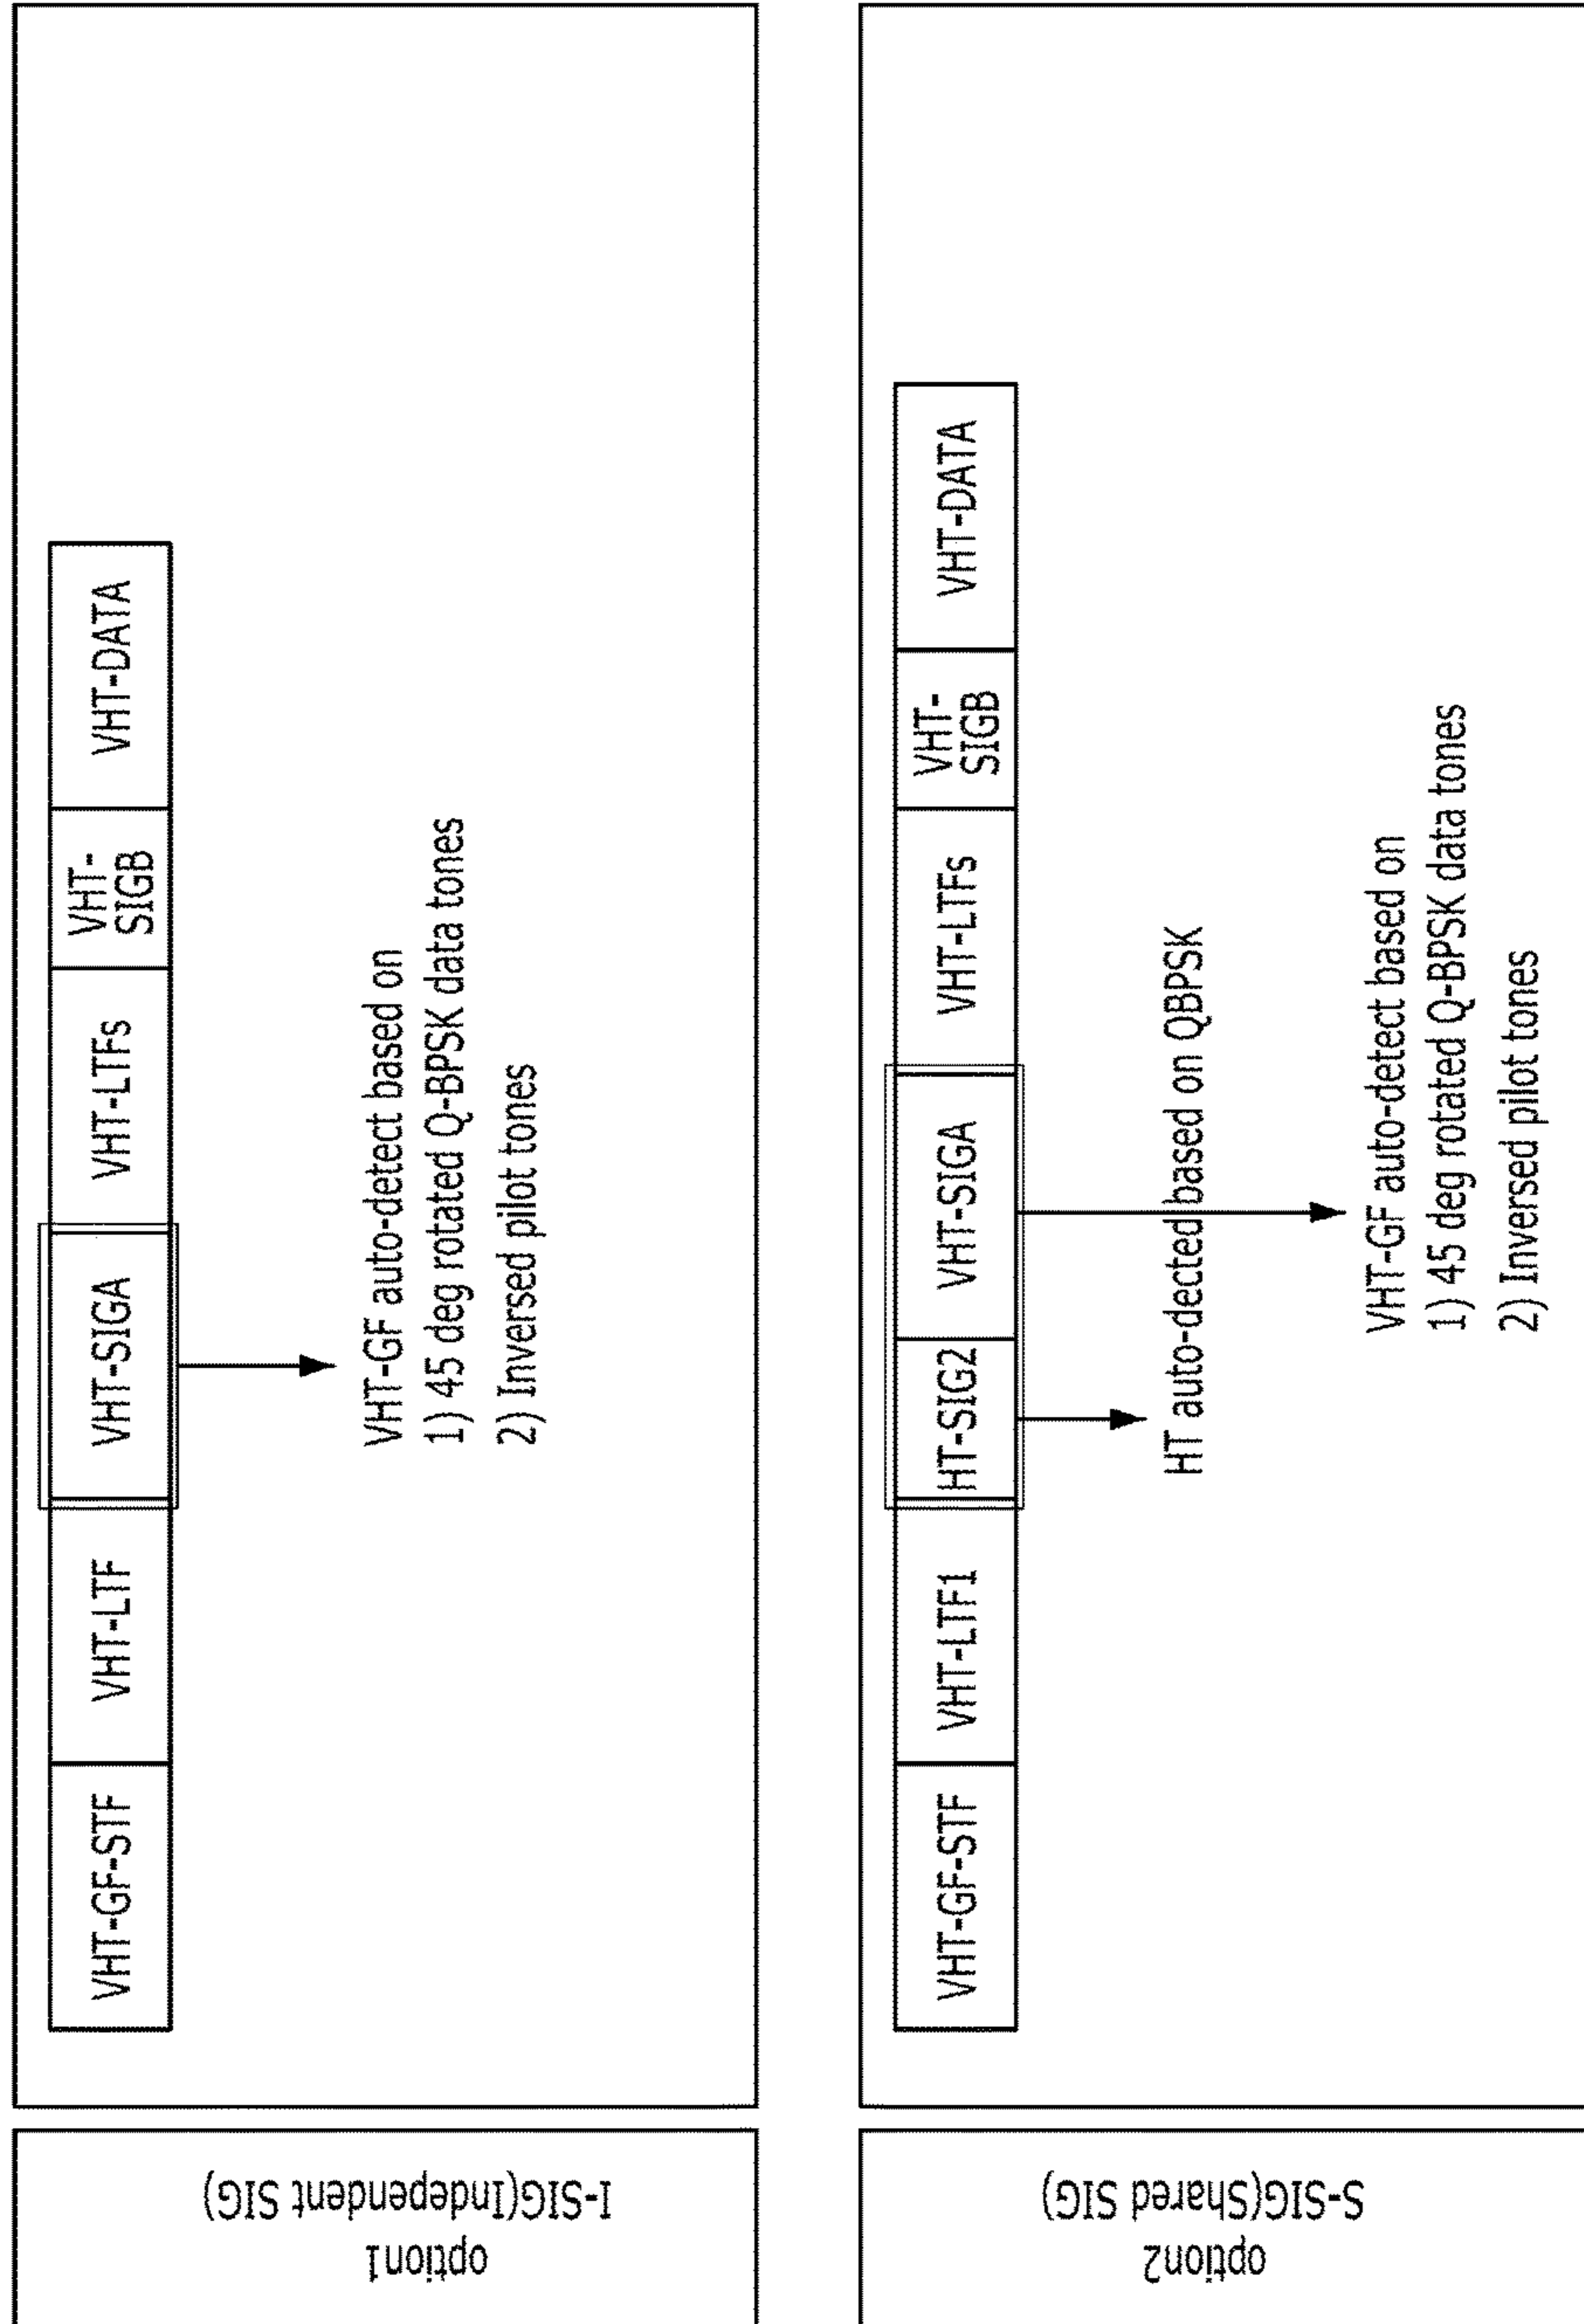 option1
I-SIG(Independent SIG)
VHT-GF-STF
VHT-LTF
VHT-SIGA
VHT-LTFs
VHT-
SIGB
VHT-DATA
VHT-GF auto-detect based on
1) 45 deg rotated Q-BPSK data tones
2) Inversed pilot tones
option2
S-SIG(Shared SIG)
VHT-GF-STF
VHT-LTF1
HT-SIG2
VHT-SIGA
VHT-LTFs
VHT-
SIGB
VHT-DATA
HT auto-dected based on QBPSK
VHT-GF auto-detect based on
1) 45 deg rotated Q-BPSK data tones
2) Inversed pilot tones